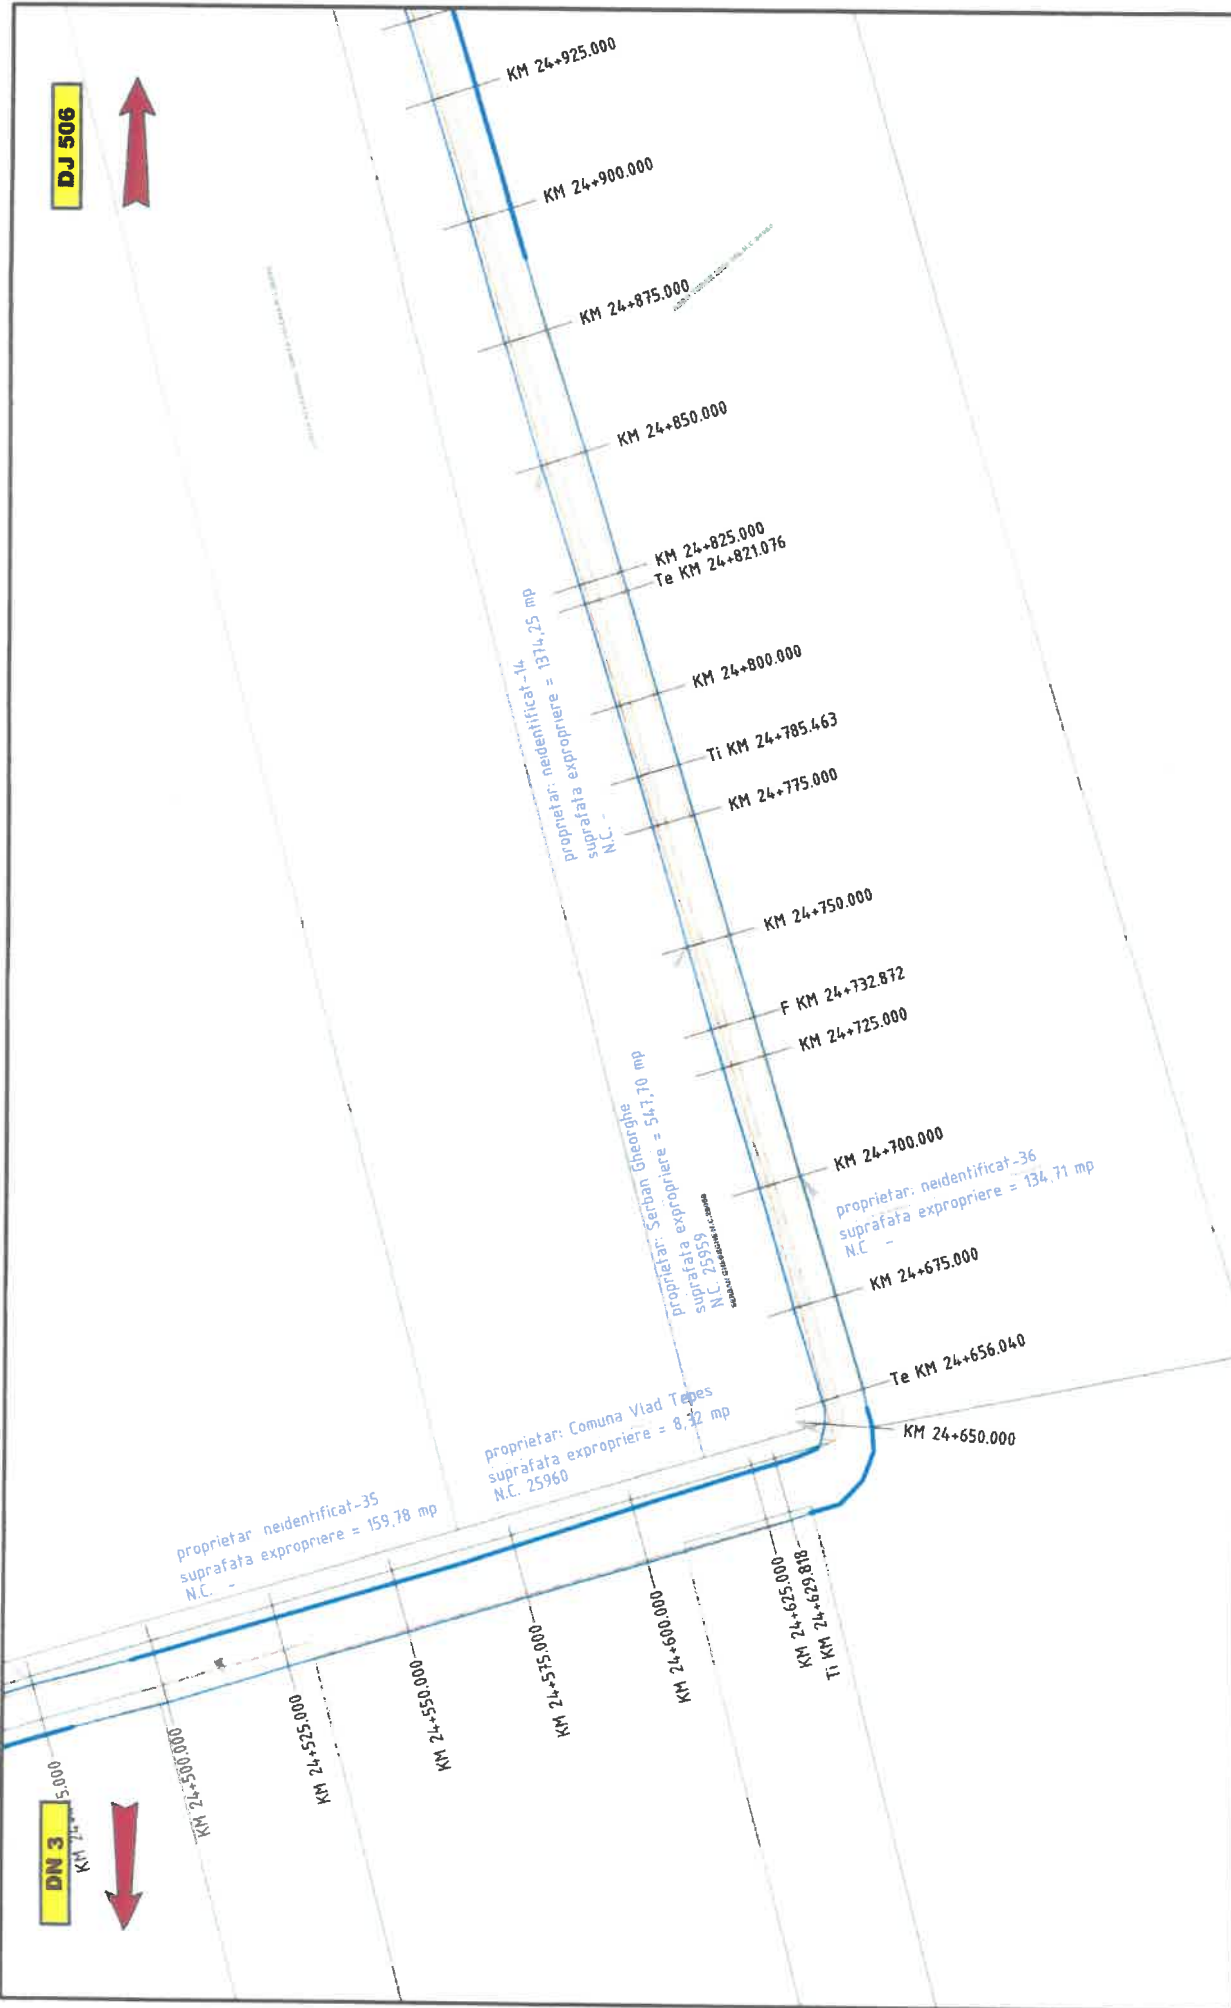 DJ 506
KM 24+925.000
KM 24+900.000
KM 24+875.000
KM 24+850.000
KM 24+825.000
Te KM 24+821.076
KM 24+800.000
Ti KM 24+785.463
KM 24+775.000
KM 24+750.000
F KM 24+732.872
KM 24+725.000
KM 24+700.000
KM 24+675.000
Te KM 24+656.040
KM 24+650.000
proprietar: neidentificat-14
suprafata expropriere = 1374,25 mp
N.C. -
proprietar: Serban Gheorghe
suprafata expropriere = 547,70 mp
N.C. 25959
proprietar: neidentificat-36
suprafata expropriere = 134.71 mp
N.C -
proprietar: Comuna Vlad Tepes
suprafata expropriere = 8,32 mp
N.C. 25960
proprietar neidentificat-35
suprafata expropriere = 159,78 mp
N.C. -
Ti KM 24+629.818
KM 24+625.000
KM 24+600.000
KM 24+575.000
KM 24+550.000
KM 24+525.000
KM 24+500.000
5.000
DN 3